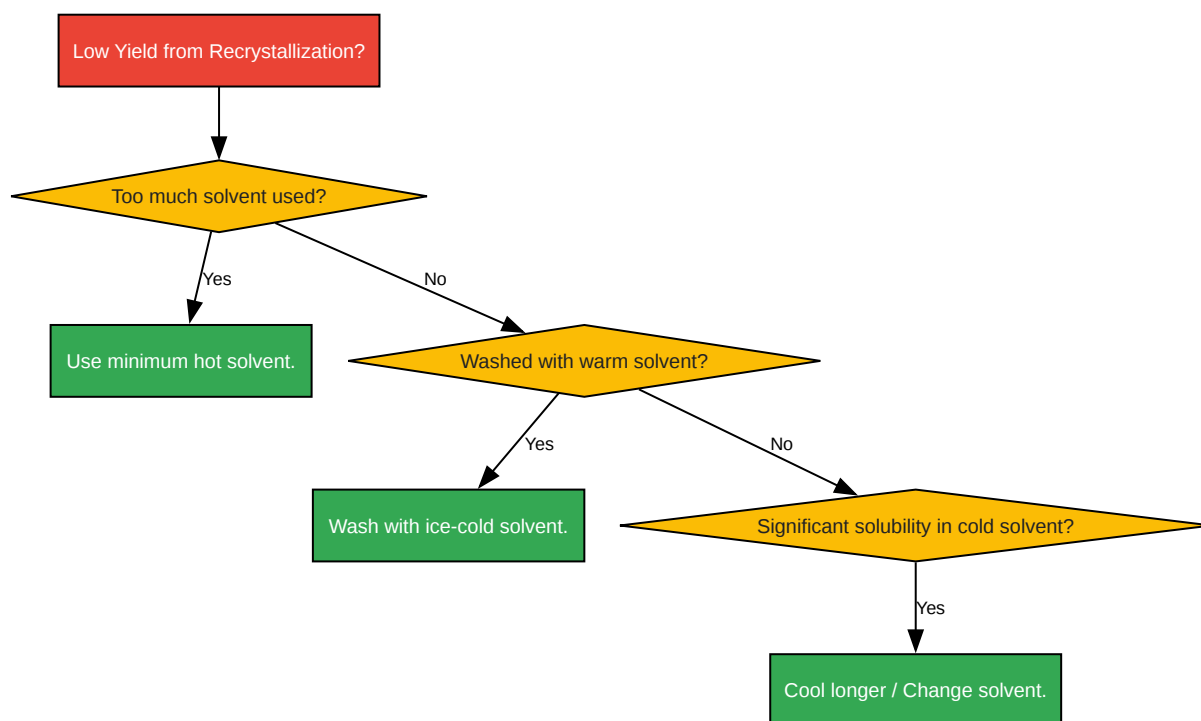 Low Yield from Recrystallization?
Too much solvent used?
Yes
No
Use minimum hot solvent.
Washed with warm solvent?
Yes
No
Wash with ice-cold solvent.
Significant solubility in cold solvent?
Yes
Cool longer / Change solvent.